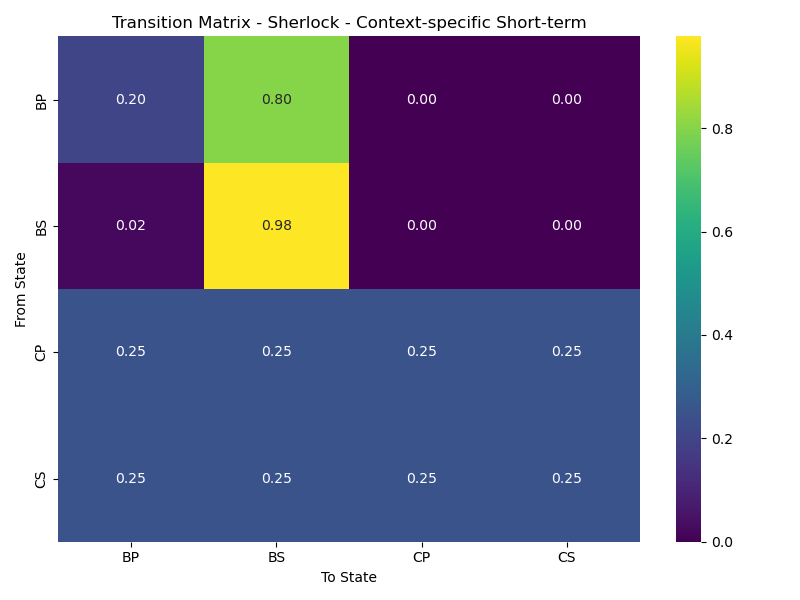 Transition Matrix - Sherlock - Context-specific Short-term
From State
BP
0.20 0.80 0.00 0.00
BS
0.02 0.98 0.00 0.00
CP
0.25 0.25 0.25 0.25
CS
0.25 0.25 0.25 0.25
BP BS CP CS
To State
0.8
0.6
0.4
0.2
0.0